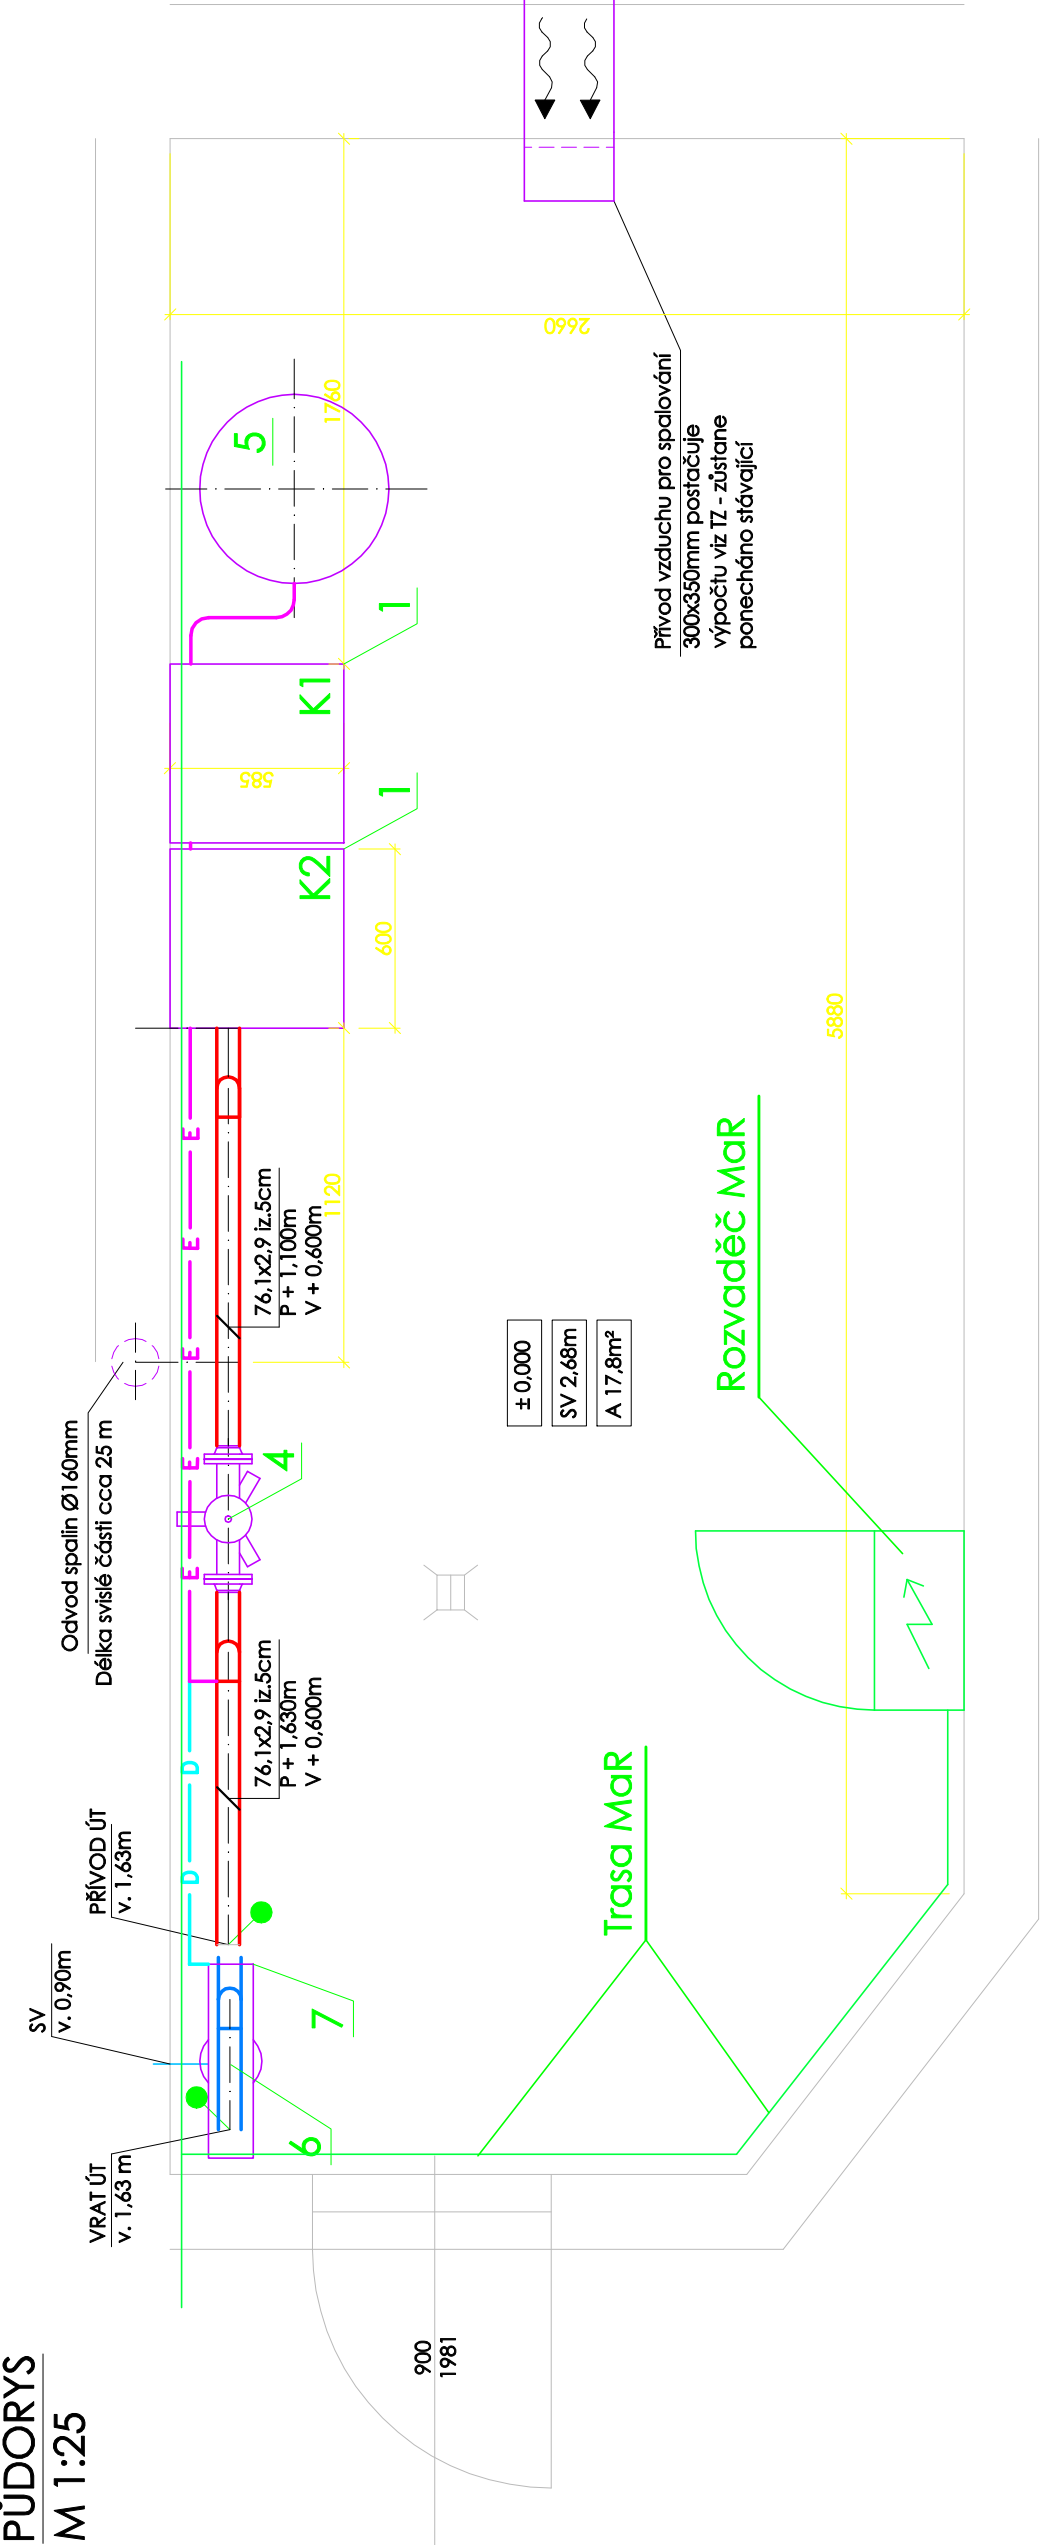 PŮDORYS
M 1:25
VRAT ÚT
v. 1,63 m
SV
v. 0,90m
PŘÍVOD ÚT
v. 1,63m
Odvod spalin Ø160mm
Délka svislé části cca 25 m
D
D
E
E
E
E
E
6
7
76,1x2,9 iz.5cm
P + 1,630m
V + 0,600m
4
76,1x2,9 iz.5cm
P + 1,100m
V + 0,600m
1120
K2
600
1
K1
585
1
5
1760
2660
900
1981
± 0,000
SV 2,68m
A 17,8m²
Trasa MaR
Rozvaděč MaR
5880
Přívod vzduchu pro spalování
300x350mm postačuje
výpočtu viz TZ - zůstane
ponecháno stávající